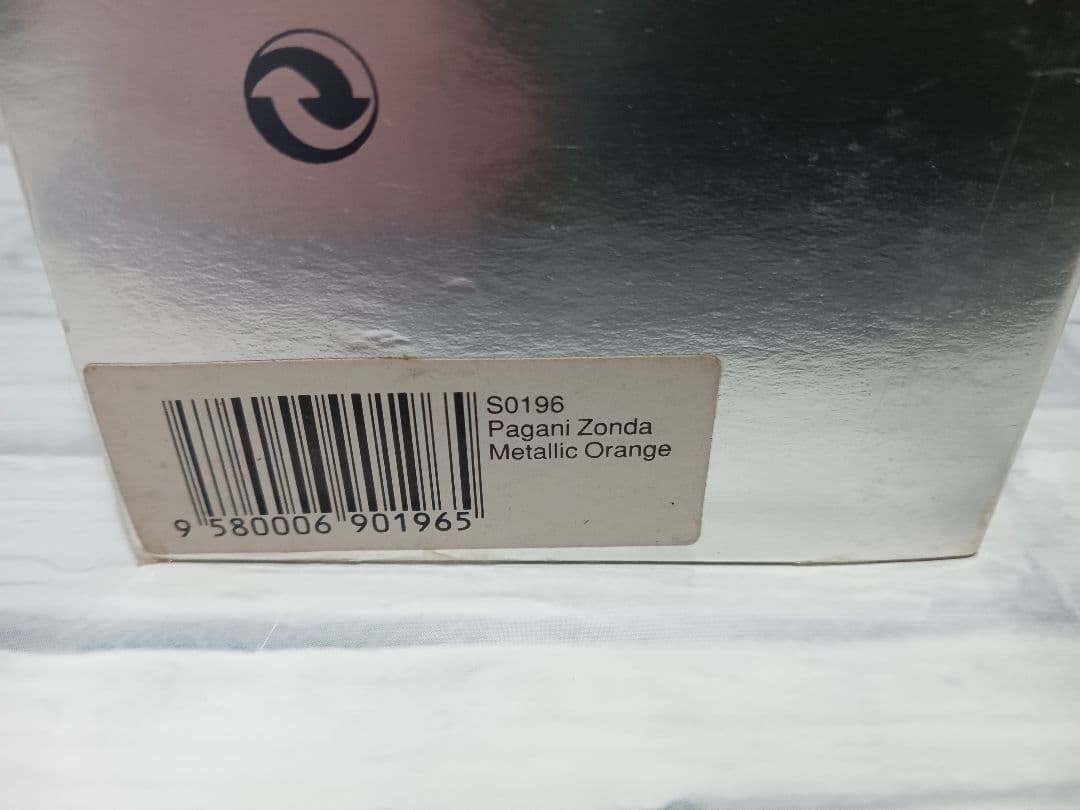 S0196
Pagani Zonda
Metallic Orange
9 580006 901965